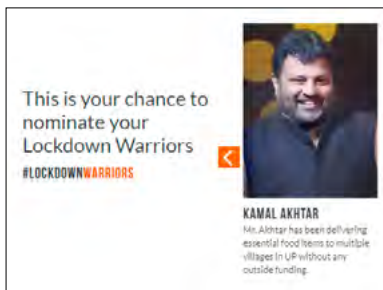 This is your chance to
nominate your
Lockdown Warriors
#LOCKDOWNWARRIORS
KAMAL AKHTAR
Mr. Akhtar has been delivering
essential food items to multiple
villages in UP without any
outside funding.